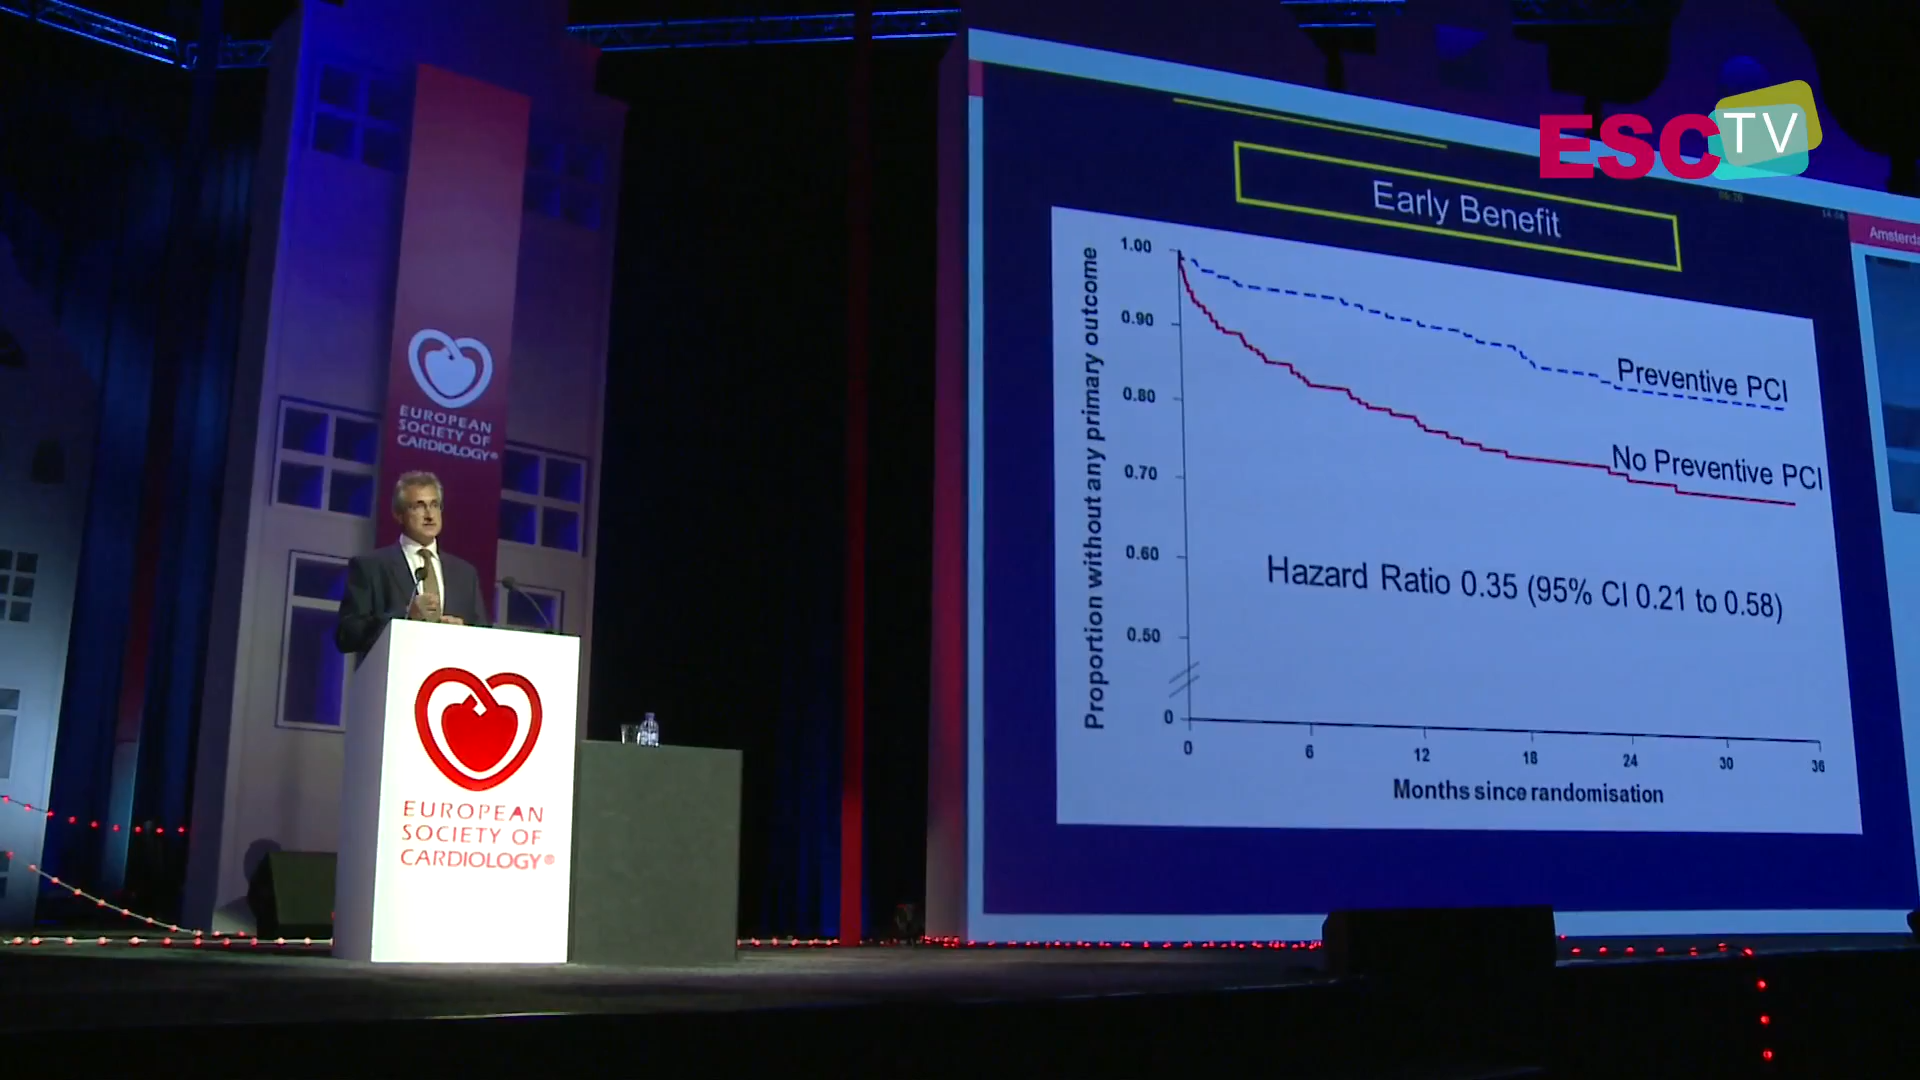 ESCTV
Amsterda
Early Benefit
Proportion without any primary outcome
1.00
0.90
0.80
0.70
0.60
0.50
0
Preventive PCI
No Preventive PCI
Hazard Ratio 0.35 (95% CI 0.21 to 0.58)
0 6 12 18 24 30 36
Months since randomisation
EUROPEAN
SOCIETY OF
CARDIOLOGY®
EUROPEAN
SOCIETY OF
CARDIOLOGY®